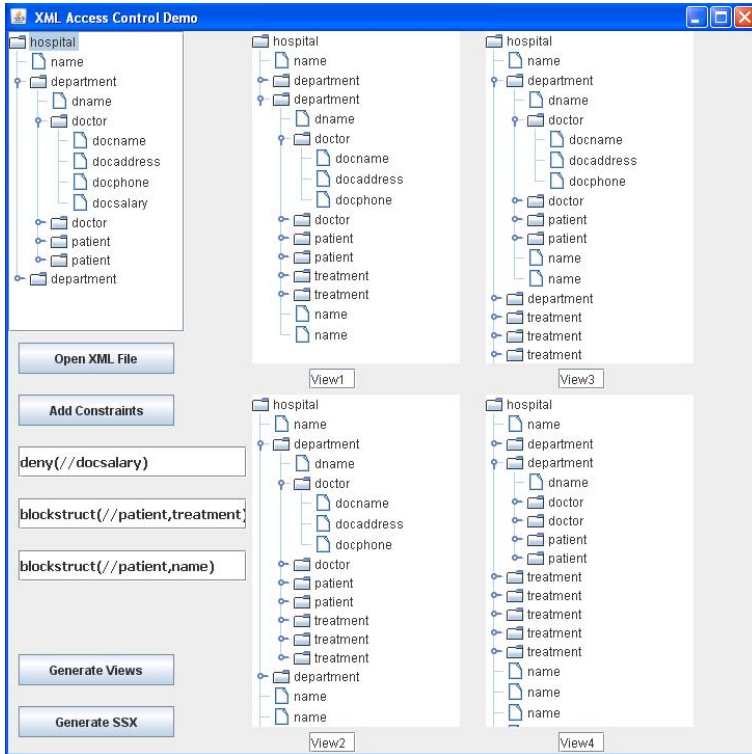 XML Access Control Demo
hospital
name
department
dname
doctor
docname
docaddress
docphone
docsalary
doctor
patient
patient
department
Open XML File
Add Constraints
deny(//docsalary)
blockstruct(//patient,treatment)
blockstruct(//patient,name)
Generate Views
Generate SSX
hospital
name
department
department
dname
doctor
docname
docaddress
docphone
doctor
patient
patient
treatment
treatment
name
name
View1
hospital
name
department
dname
doctor
docname
docaddress
docphone
doctor
patient
patient
treatment
treatment
treatment
department
name
name
View2
hospital
name
department
dname
doctor
docname
docaddress
docphone
doctor
patient
patient
name
name
department
treatment
treatment
treatment
View3
hospital
name
department
department
dname
doctor
doctor
patient
patient
treatment
treatment
treatment
treatment
treatment
name
name
name
View4